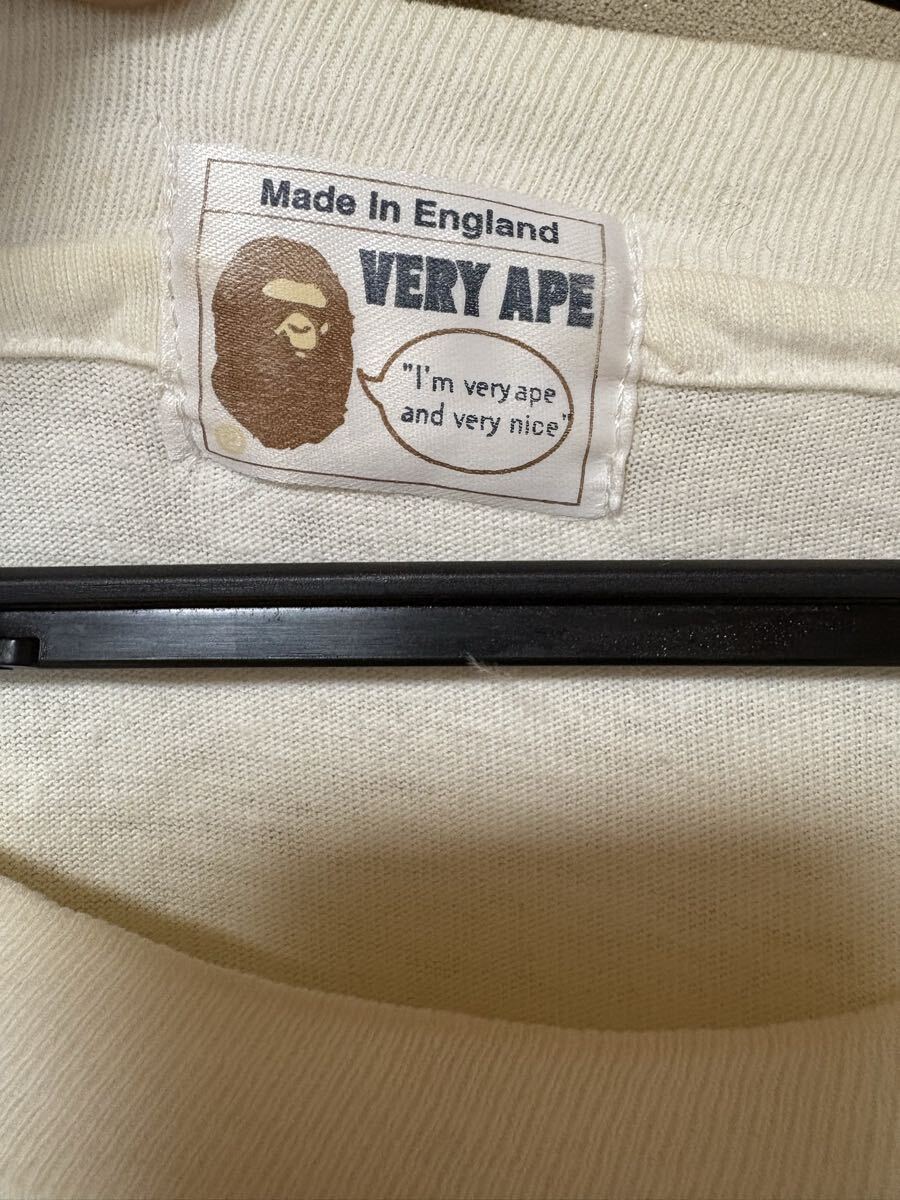 Made In England
VERY APE
"I'm very ape
and very nice"